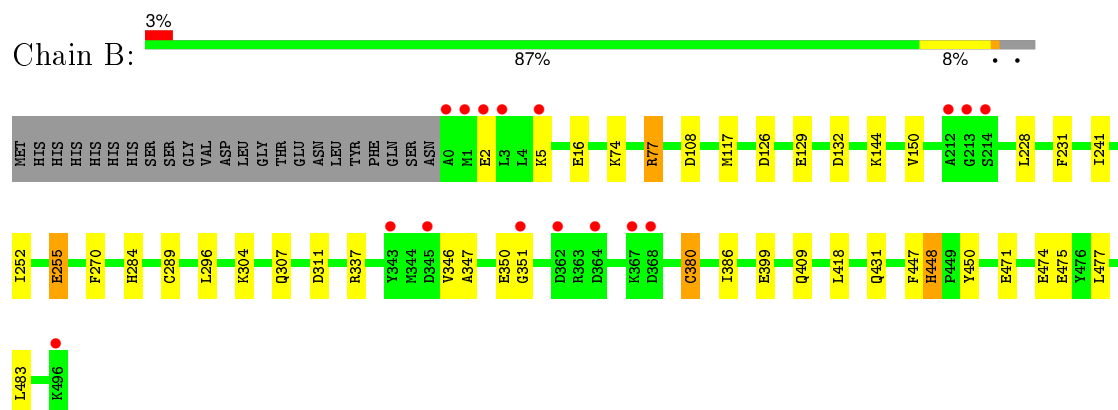 3%
Chain B:
87% 8% • •
MET HIS HIS HIS HIS HIS HIS SER SER GLY VAL ASP LEU GLY THR GLU ASN LEU TYR PHE GLN SER ASN A0 M1 E2 L3 L4 K5 E16 K74 R77 D108 M117 D126 E129 D132 K144 V150 A212 G213 S214 L228 F231 I241
I252 E255 F270 H284 C289 L296 K304 Q307 D311 R337 Y343 M344 D345 V346 A347 E350 G351 D362 R363 D364 K367 D368 C380 I386 E399 Q409 L418 Q431 F447 H448 P449 Y450 E471 E474 E475 Y476 L477
L483 K496